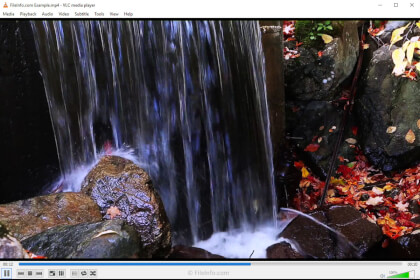 FileInfo.com Example.mp4 - VLC media player
Media Playback Audio Video Subtitle Tools View Help
© FileInfo.com